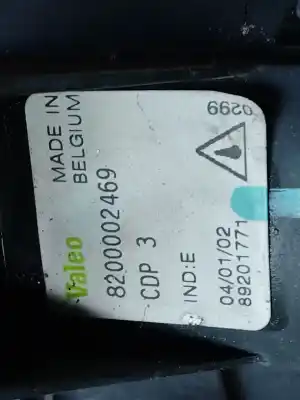 Valeo
MADE IN
BELGIUM
8200002469
CDP 3
IND:E
04/01/02
89201771
0299